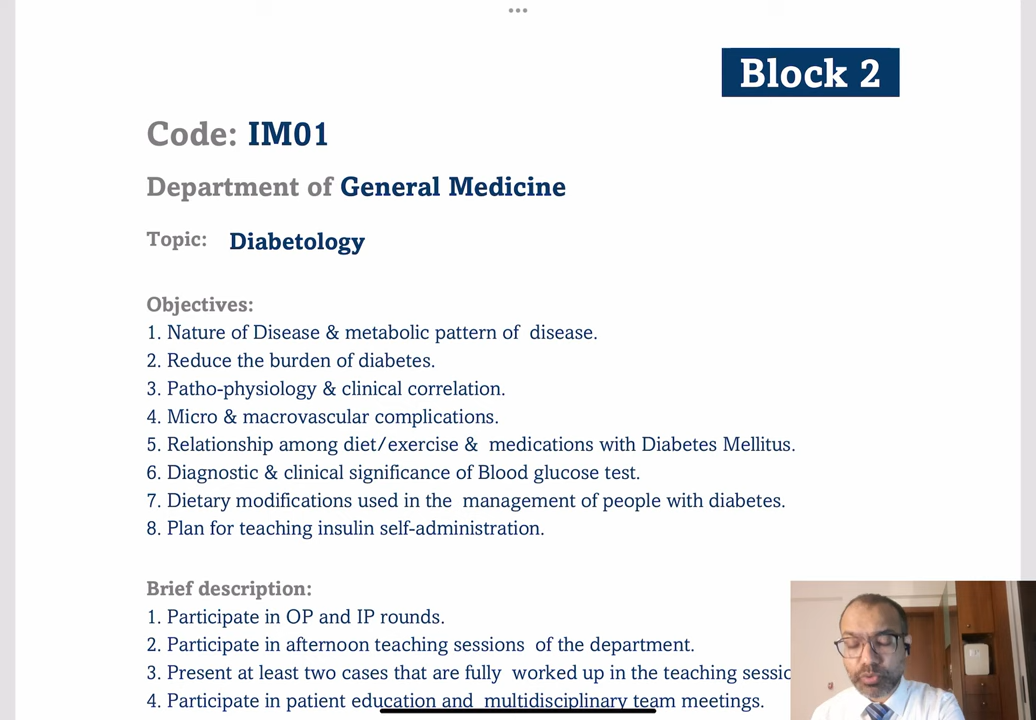 Block 2
Code: IM01
Department of General Medicine
Topic: Diabetology
Objectives:
1. Nature of Disease & metabolic pattern of disease.
2. Reduce the burden of diabetes.
3. Patho-physiology & clinical correlation.
4. Micro & macrovascular complications.
5. Relationship among diet/exercise & medications with Diabetes Mellitus.
6. Diagnostic & clinical significance of Blood glucose test.
7. Dietary modifications used in the management of people with diabetes.
8. Plan for teaching insulin self-administration.
Brief description:
1. Participate in OP and IP rounds.
2. Participate in afternoon teaching sessions of the department.
3. Present at least two cases that are fully worked up in the teaching
4. Participate in patient education and multidisciplinary team meetings.